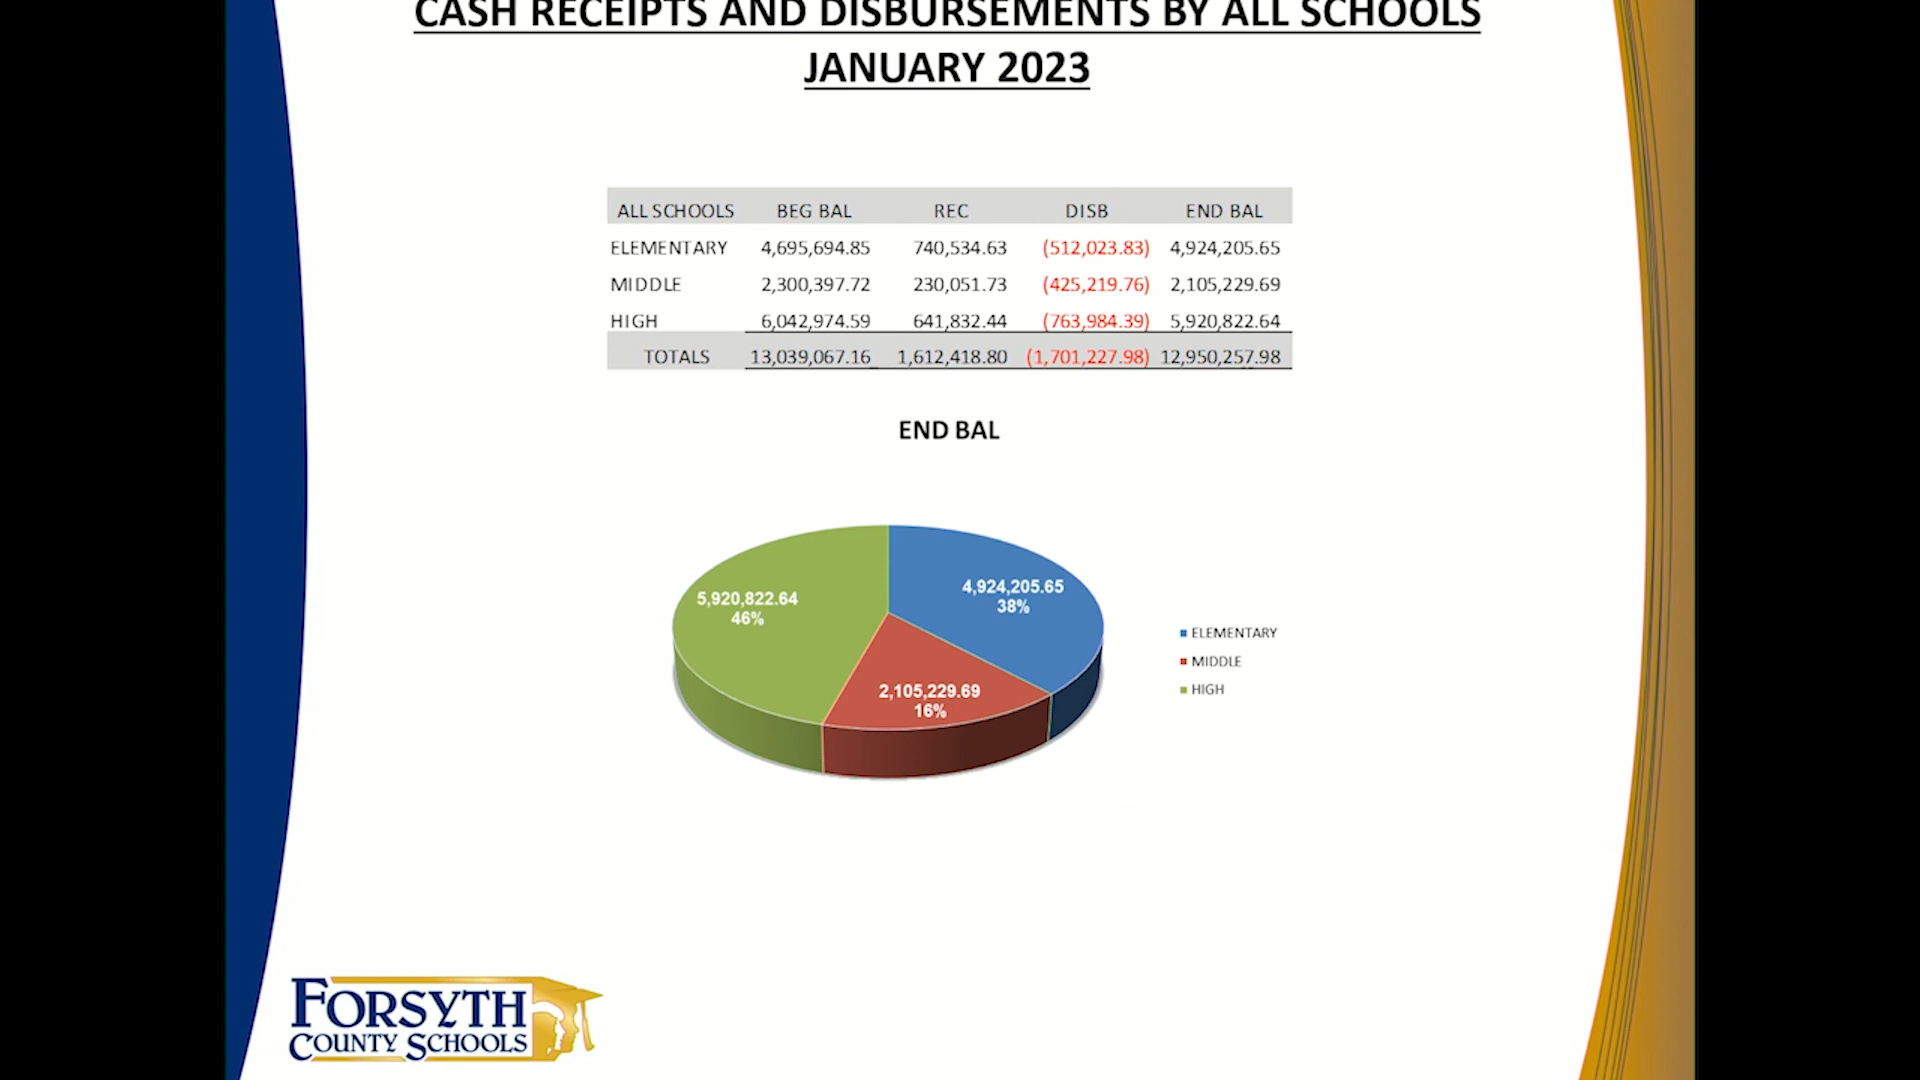 CASH RECEIPTS AND DISBURSEMENTS BY ALL SCHOOLS
JANUARY 2023
ALL SCHOOLS BEG BAL REC DISB END BAL
ELEMENTARY 4,695,694.85 740,534.63 (512,023.83) 4,924,205.65
MIDDLE 2,300,397.72 230,051.73 (425,219.76) 2,105,229.69
HIGH 6,042,974.59 641,832.44 (763,984.39) 5,920,822.64
TOTALS 13,039,067.16 1,612,418.80 (1,701,227.98) 12,950,257.98
END BAL
4,924,205.65
38%
5,920,822.64
46%
2,105,229.69
16%
ELEMENTARY
MIDDLE
HIGH
FORSYTH
COUNTY SCHOOLS